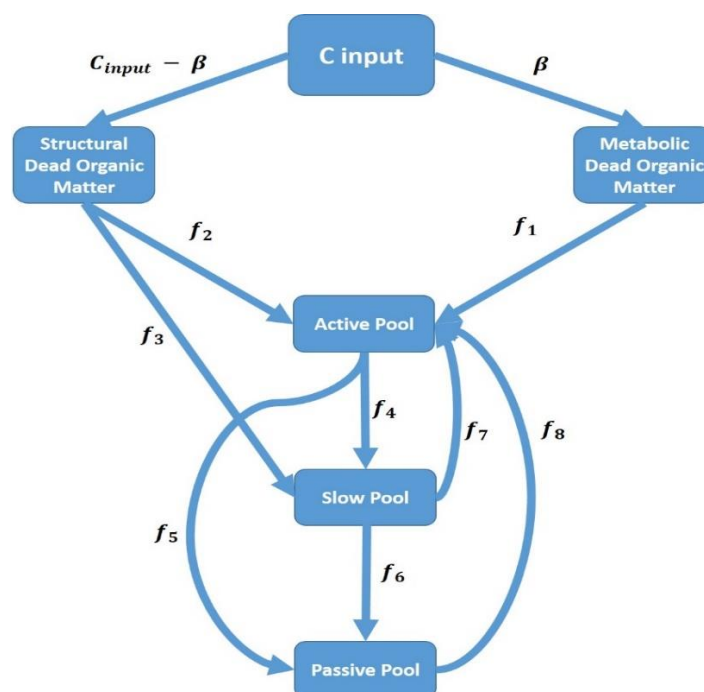 C input
C_input − β
β
Structural
Dead Organic
Matter
Metabolic
Dead Organic
Matter
f₂
f₁
Active Pool
f₃
f₄
f₇
f₈
Slow Pool
f₅
f₆
Passive Pool